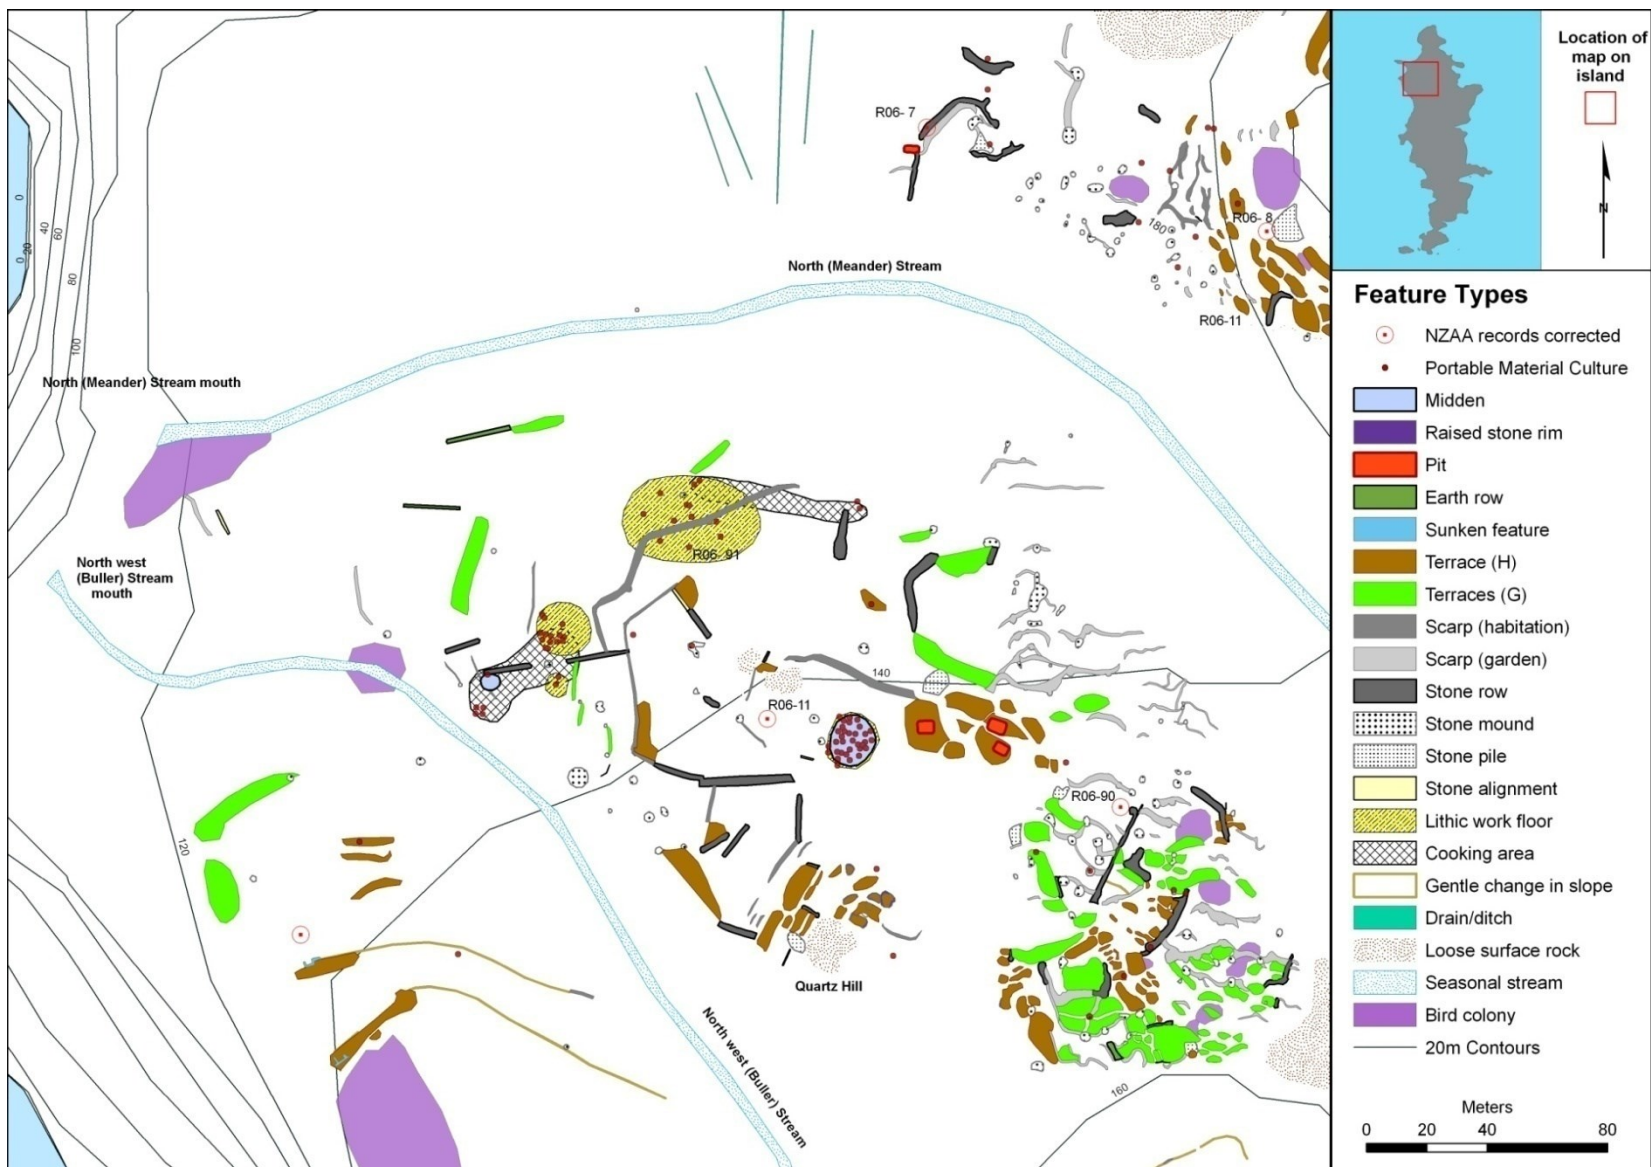 R06- 7
R06- 8
180
R06-11
North (Meander) Stream
0
20
0
40
60
80
100
North (Meander) Stream mouth
North west
(Buller) Stream
mouth
R06- 91
140
R06-11
R06-90
120
Quartz Hill
North west (Buller) Stream
160
Location of
map on
island
N
Feature Types
NZAA records corrected
Portable Material Culture
Midden
Raised stone rim
Pit
Earth row
Sunken feature
Terrace (H)
Terraces (G)
Scarp (habitation)
Scarp (garden)
Stone row
Stone mound
Stone pile
Stone alignment
Lithic work floor
Cooking area
Gentle change in slope
Drain/ditch
Loose surface rock
Seasonal stream
Bird colony
20m Contours
Meters
0 20 40 80